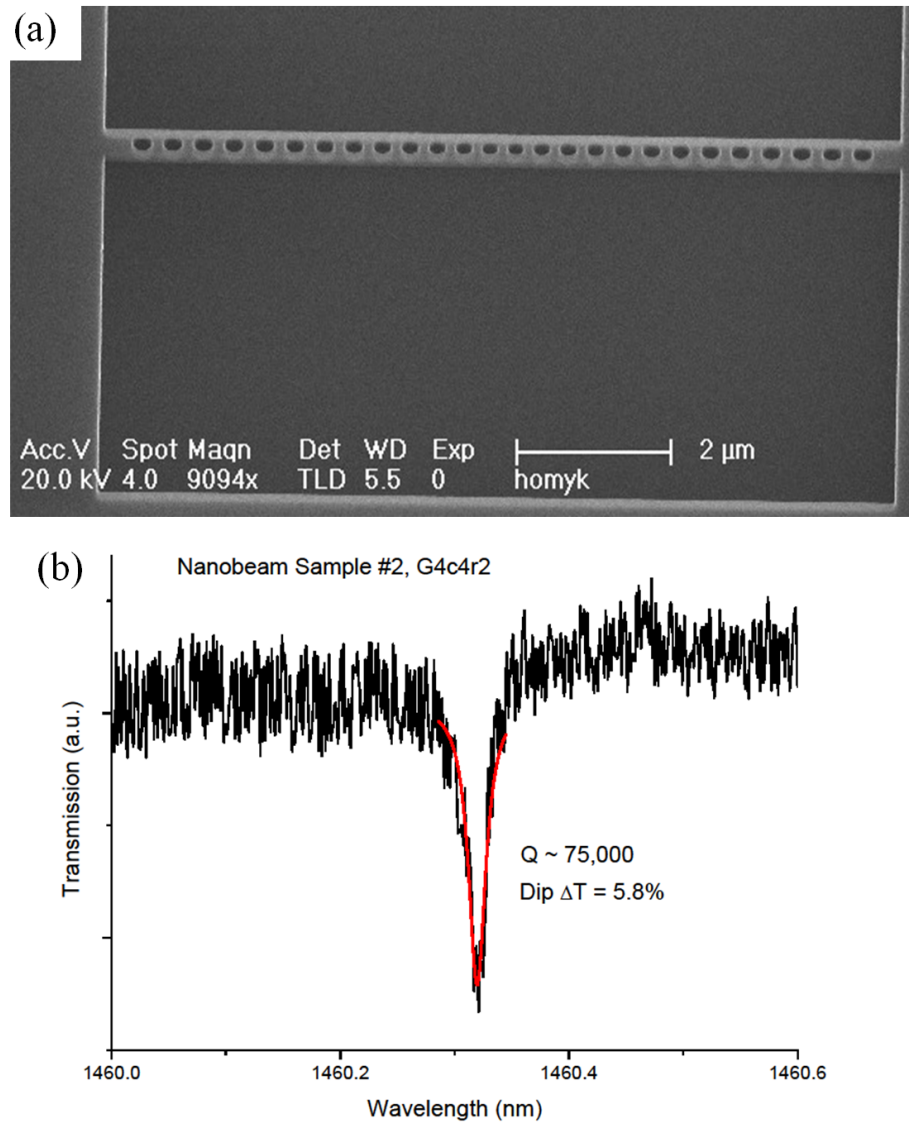 (a)
Acc.V Spot Magn Det WD Exp 2 µm
20.0 kV 4.0 9094x TLD 5.5 0 homyk
(b)
Nanobeam Sample #2, G4c4r2
Transmission (a.u.)
Q ~ 75,000
Dip ΔT = 5.8%
1460.0 1460.2 1460.4 1460.6
Wavelength (nm)